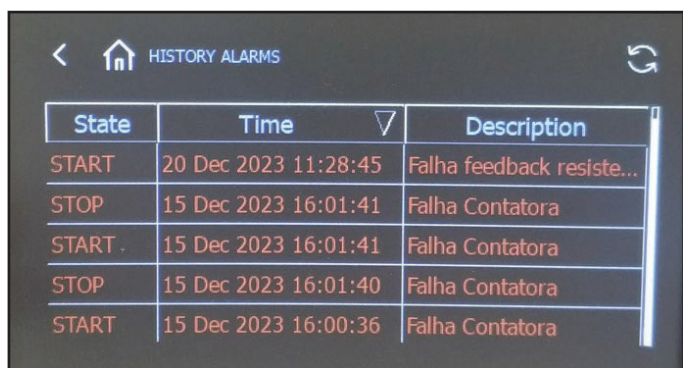 HISTORY ALARMS
State Time Description
START 20 Dec 2023 11:28:45 Falha feedback resiste...
STOP 15 Dec 2023 16:01:41 Falha Contatora
START 15 Dec 2023 16:01:41 Falha Contatora
STOP 15 Dec 2023 16:01:40 Falha Contatora
START 15 Dec 2023 16:00:36 Falha Contatora